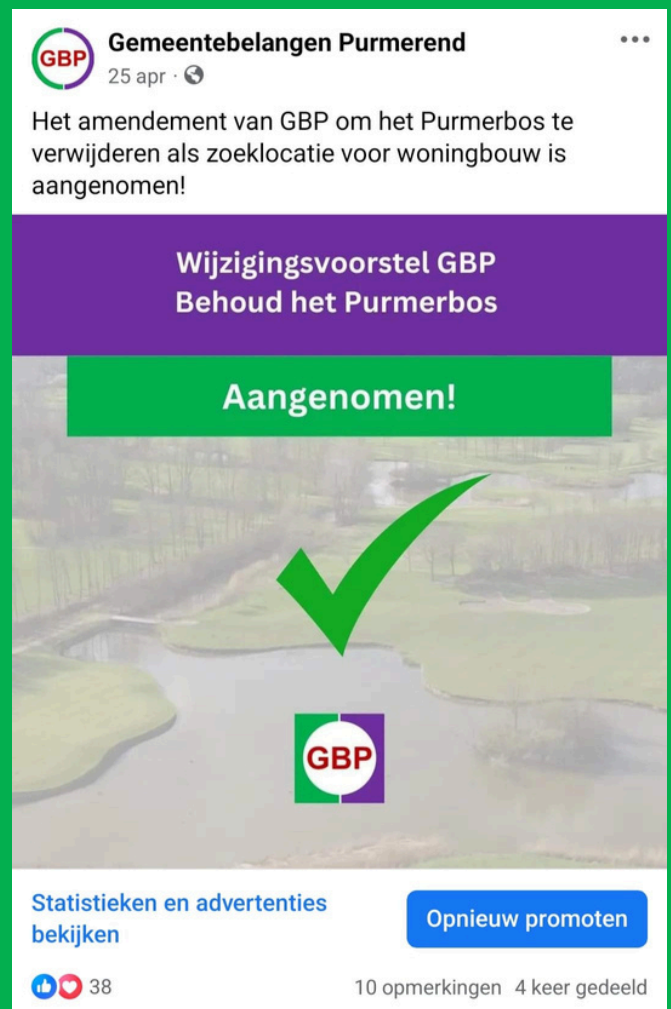 GBP
Gemeentebelangen Purmerend
25 apr ·
Het amendement van GBP om het Purmerbos te
verwijderen als zoeklocatie voor woningbouw is
aangenomen!
Wijzigingsvoorstel GBP
Behoud het Purmerbos
Aangenomen!
GBP
Statistieken en advertenties
bekijken
Opnieuw promoten
38
10 opmerkingen 4 keer gedeeld